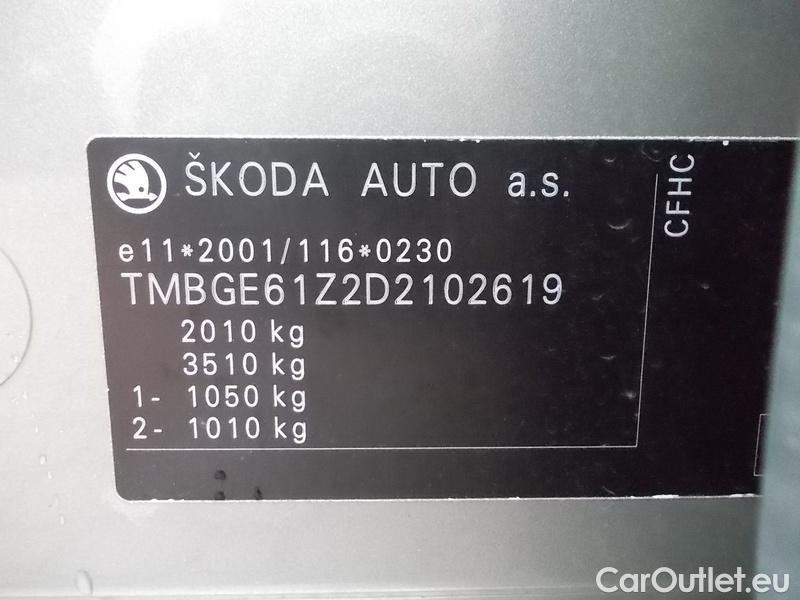 ŠKODA AUTO a.s.
CFHC
e11*2001/116*0230
TMBGE61Z2D2102619
2010 kg
3510 kg
1- 1050 kg
2- 1010 kg
CarOutlet.eu